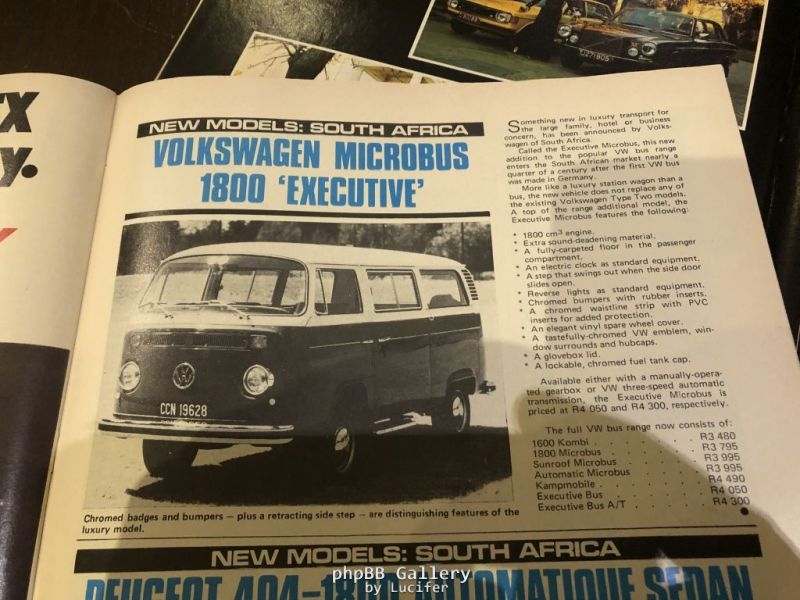 EX
y.
NEW MODELS: SOUTH AFRICA
VOLKSWAGEN MICROBUS
1800 ‘EXECUTIVE’
CCN 19628
Chromed badges and bumpers — plus a retracting side step — are distinguishing features of the
luxury model.
Something new in luxury transport for
the large family, hotel or business
concern, has been announced by Volks-
wagen of South Africa.
Called the Executive Microbus, this new
addition to the popular VW bus range
enters the South African market nearly a
quarter of a century after the first VW bus
was made in Germany.
More like a luxury station wagon than a
bus, the new vehicle does not replace any of
the existing Volkswagen Type Two models.
A top of the range additional model, the
Executive Microbus features the following:
* 1800 cm³ engine.
* Extra sound-deadening material.
* A fully-carpeted floor in the passenger
compartment.
* An electric clock as standard equipment.
* A step that swings out when the side door
slides open.
* Reverse lights as standard equipment.
* Chromed bumpers with rubber inserts.
* A chromed waistline strip with PVC
inserts for added protection.
* An elegant vinyl spare wheel cover.
* A tastefully-chromed VW emblem, win-
dow surrounds and hubcaps.
* A glovebox lid.
* A lockable, chromed fuel tank cap.
Available either with a manually-opera-
ted gearbox or VW three-speed automatic
transmission, the Executive Microbus is
priced at R4 050 and R4 300, respectively.
The full VW bus range now consists of:
1600 Kombi . . . . . . R3 480
1800 Microbus . . . . . R3 795
Sunroof Microbus . . . . R3 995
Automatic Microbus . . . . R3 995
Kampmobile . . . . . . R4 490
Executive Bus . . . . . R4 050
Executive Bus A/T . . . . R4 300
NEW MODELS: SOUTH AFRICA
PEUGEOT 404-1800 AUTOMATIQUE SEDAN
phpBB Gallery
by Lucifer